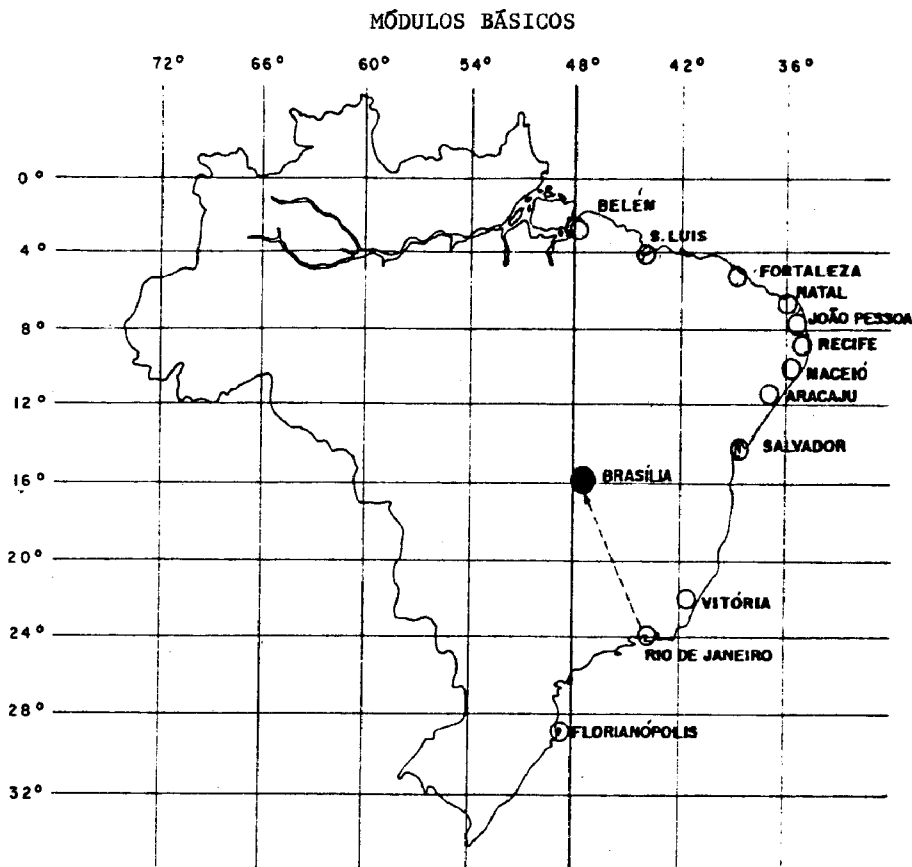 MÓDULOS BÁSICOS
72° 66° 60° 54° 48° 42° 36°
0°
BELÉM
S. LUIS
4°
FORTALEZA
NATAL
JOÃO PESSOA
8°
RECIFE
MACEIÓ
ARACAJU
12°
SALVADOR
16°
BRASÍLIA
20°
VITÓRIA
24°
RIO DE JANEIRO
28°
FLORIANÓPOLIS
32°